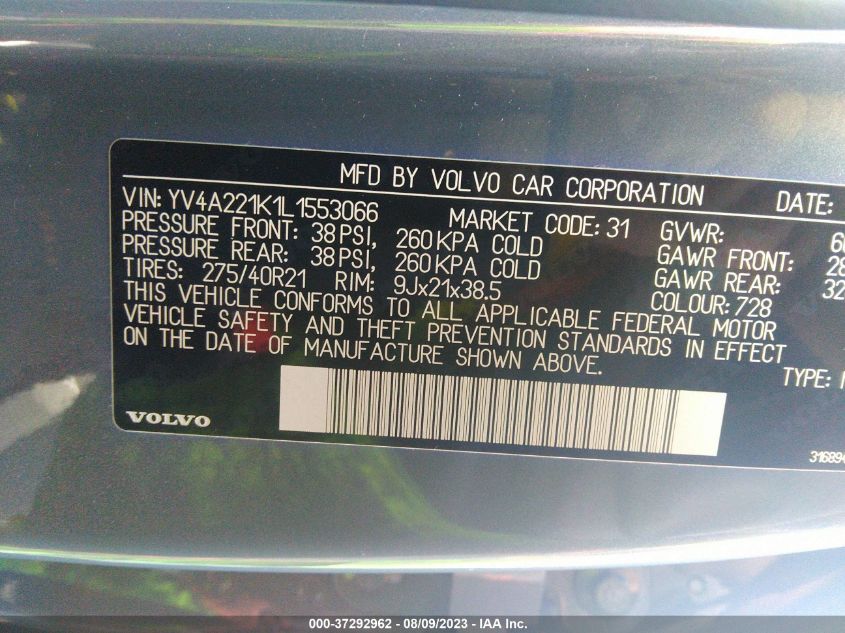 MFD BY VOLVO CAR CORPORATION DATE:
VIN: YV4A221K1L1553066 MARKET CODE: 31 GVWR:
PRESSURE FRONT: 38 PSI, 260 KPA COLD GAWR FRONT: 28
PRESSURE REAR: 38 PSI, 260 KPA COLD GAWR REAR: 32
TIRES: 275/40R21 RIM: 9Jx21x38.5 COLOUR: 728
THIS VEHICLE CONFORMS TO ALL APPLICABLE FEDERAL MOTOR
VEHICLE SAFETY AND THEFT PREVENTION STANDARDS IN EFFECT
ON THE DATE OF MANUFACTURE SHOWN ABOVE.
TYPE:
VOLVO
316894
000-37292962 - 08/09/2023 - IAA Inc.